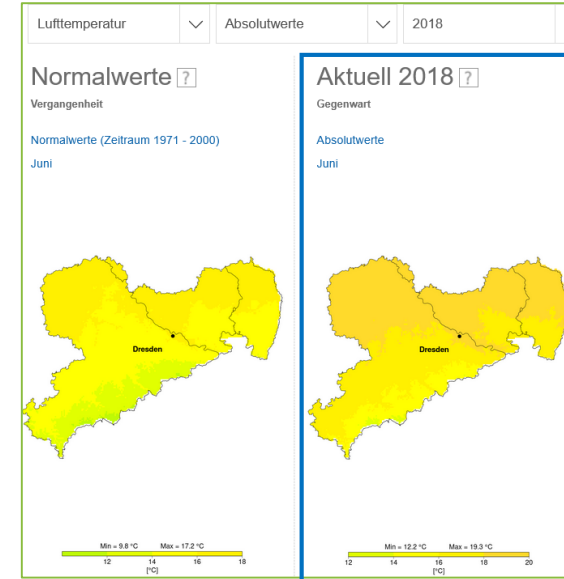 Lufttemperatur
Absolutwerte
2018
Normalwerte ?
Vergangenheit
Normalwerte (Zeitraum 1971 - 2000)
Juni
Dresden
Min = 9.8 °C Max = 17.2 °C
12 14 16 18
[°C]
Aktuell 2018 ?
Gegenwart
Absolutwerte
Juni
Dresden
Min = 12.2 °C Max = 19.3 °C
12 14 16 18 20
[°C]